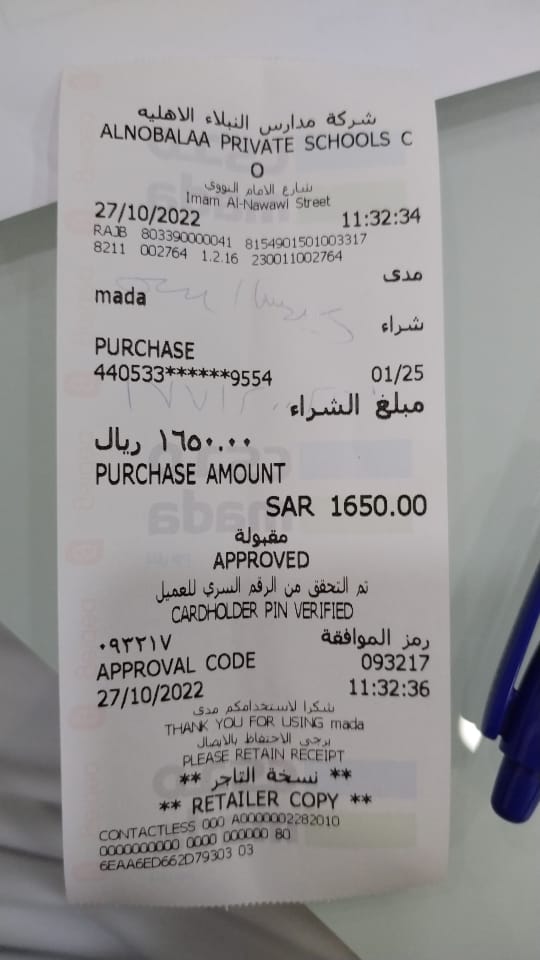 شركة مدارس النبلاء الاهليه
ALNOBALAA PRIVATE SCHOOLS C
O
شارع الامام النووي
Imam Al-Nawawi Street
27/10/2022 11:32:34
RAJB 803390000041 8154901501003317
8211 002764 1.2.16 230011002764
مدى
mada
شراء
PURCHASE
440533******9554 01/25
مبلغ الشراء
١٦٥٠.٠٠ ريال
PURCHASE AMOUNT
SAR 1650.00
مقبولة
APPROVED
تم التحقق من الرقم السري للعميل
CARDHOLDER PIN VERIFIED
رمز الموافقة ٠٩٣٢١٧
APPROVAL CODE 093217
27/10/2022 11:32:36
شكرا لاستخدامكم مدى
THANK YOU FOR USING mada
يرجى الاحتفاظ بالايصال
PLEASE RETAIN RECEIPT
** نسخة التاجر **
** RETAILER COPY **
CONTACTLESS 000 A0000002282010
0000000000 0000 000000 80
6EAA6ED662D79303 03